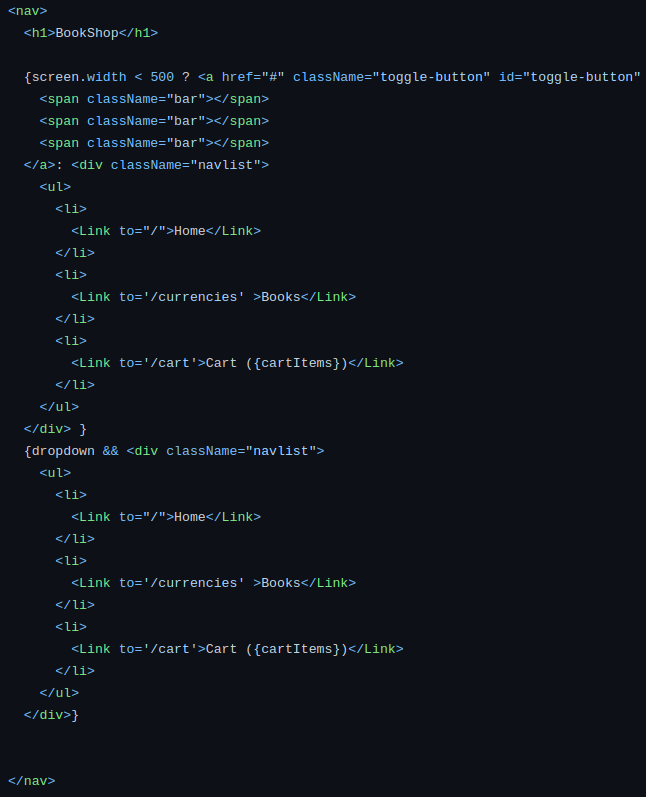 <nav>
  <h1>BookShop</h1>

  {screen.width < 500 ? <a href="#" className="toggle-button" id="toggle-button"
    <span className="bar"></span>
    <span className="bar"></span>
    <span className="bar"></span>
  </a>: <div className="navlist">
    <ul>
      <li>
        <Link to="/">Home</Link>
      </li>
      <li>
        <Link to='/currencies' >Books</Link>
      </li>
      <li>
        <Link to='/cart'>Cart ({cartItems})</Link>
      </li>
    </ul>
  </div> }
  {dropdown && <div className="navlist">
    <ul>
      <li>
        <Link to="/">Home</Link>
      </li>
      <li>
        <Link to='/currencies' >Books</Link>
      </li>
      <li>
        <Link to='/cart'>Cart ({cartItems})</Link>
      </li>
    </ul>
  </div>}


</nav>